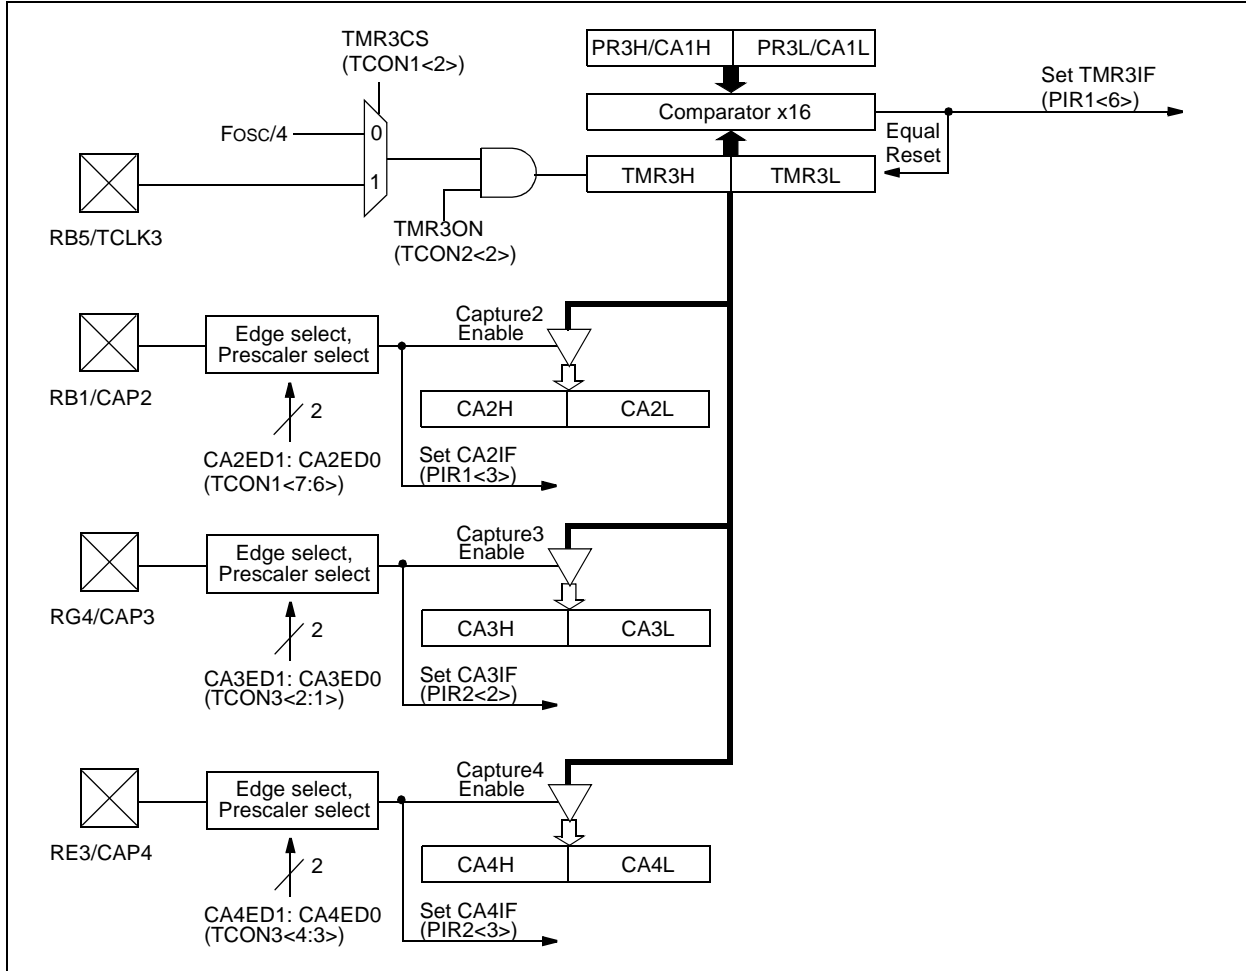 TMR3CS
(TCON1<2>)
PR3H/CA1H PR3L/CA1L
Set TMR3IF
(PIR1<6>)
Comparator x16
FOSC/4
0
Equal
Reset
1
TMR3H TMR3L
RB5/TCLK3
TMR3ON
(TCON2<2>)
Capture2
Enable
Edge select,
Prescaler select
RB1/CAP2
2
CA2H CA2L
CA2ED1: CA2ED0
(TCON1<7:6>)
Set CA2IF
(PIR1<3>)
Capture3
Enable
Edge select,
Prescaler select
RG4/CAP3
2
CA3H CA3L
CA3ED1: CA3ED0
(TCON3<2:1>)
Set CA3IF
(PIR2<2>)
Capture4
Enable
Edge select,
Prescaler select
RE3/CAP4
2
CA4H CA4L
CA4ED1: CA4ED0
(TCON3<4:3>)
Set CA4IF
(PIR2<3>)